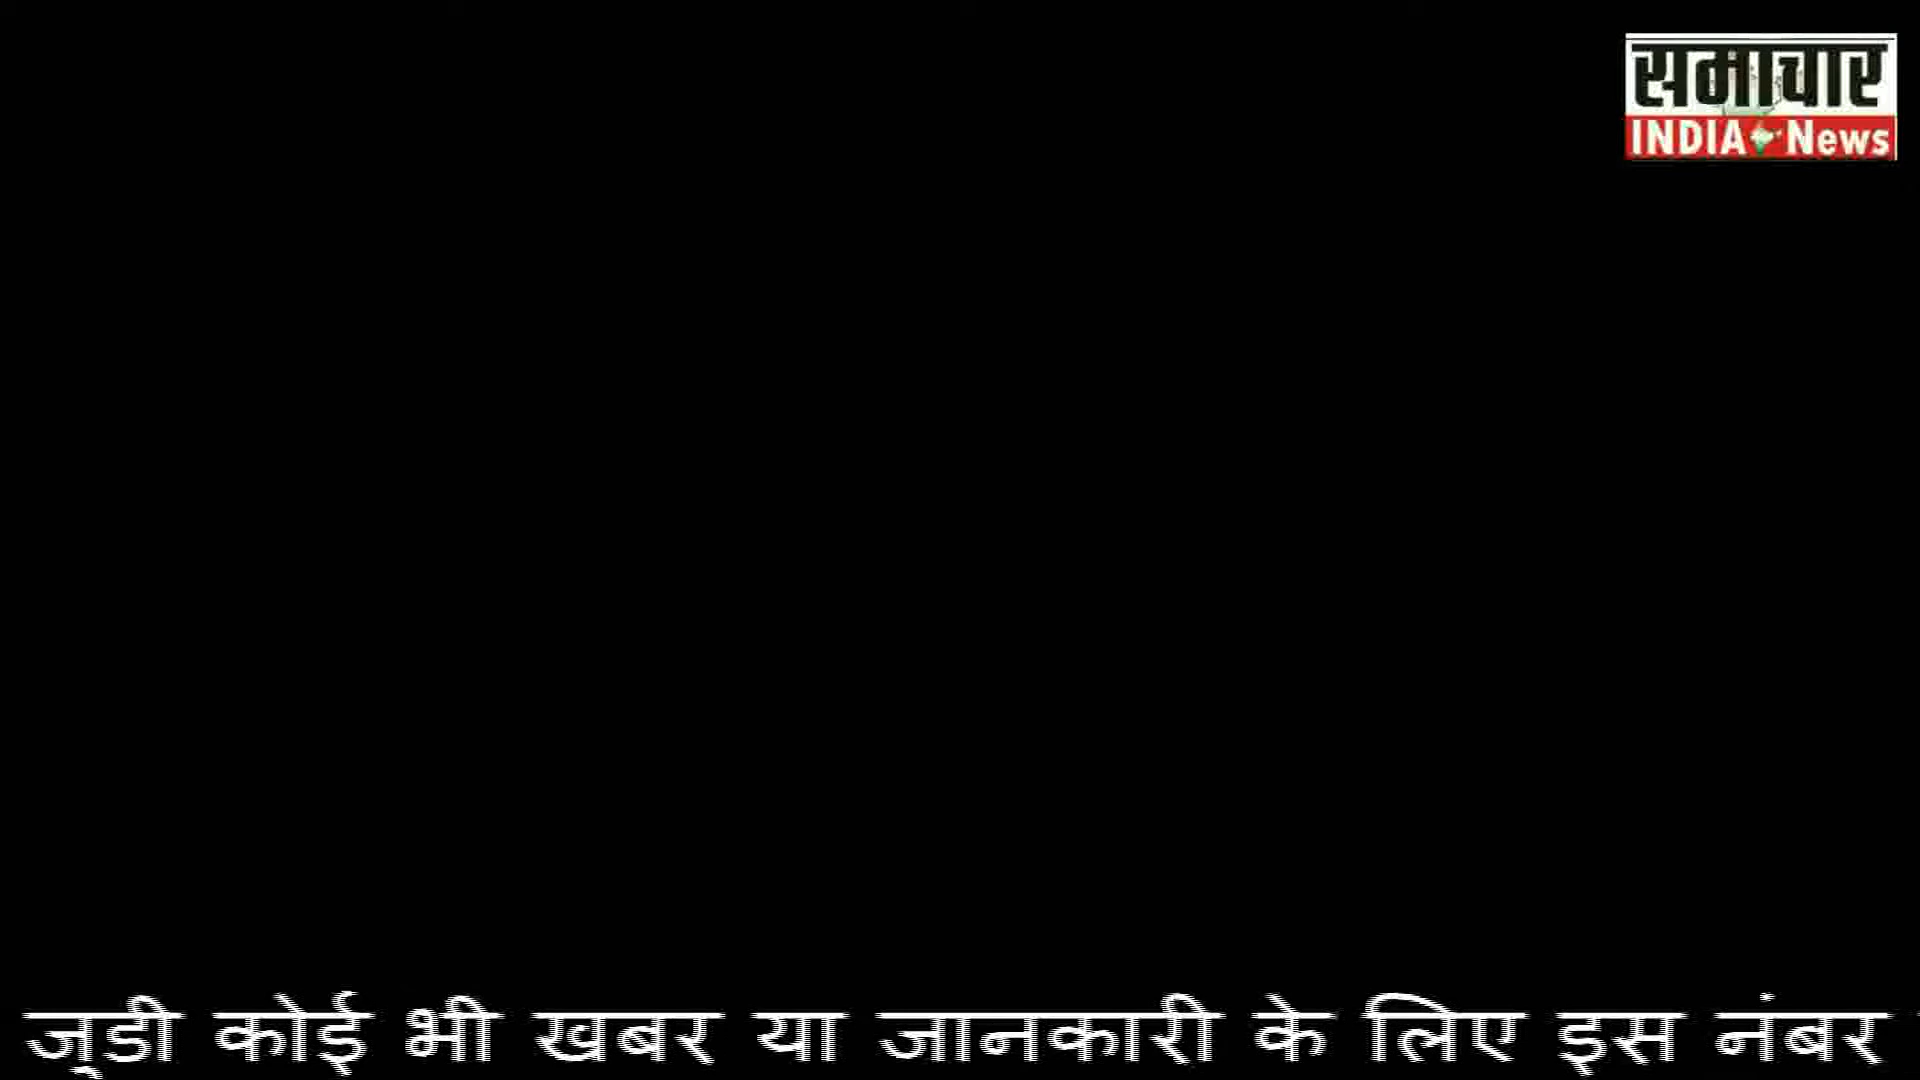 समाचार
INDIA News
जुडी कोई भी खबर या जानकारी के लिए इस नंबर